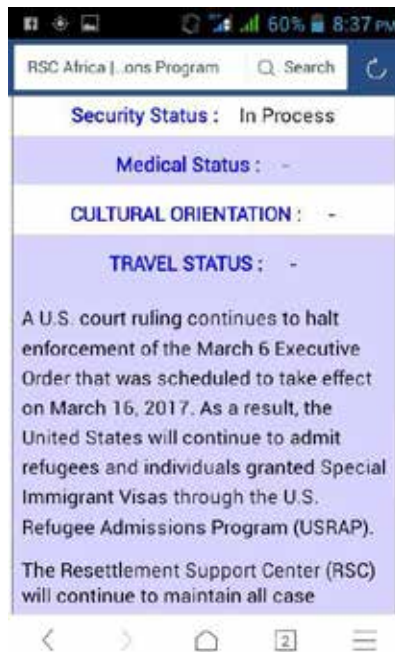 60% 8:37 PM
RSC Africa |...ons Program Search
Security Status : In Process
Medical Status : -
CULTURAL ORIENTATION : -
TRAVEL STATUS : -
A U.S. court ruling continues to halt
enforcement of the March 6 Executive
Order that was scheduled to take effect
on March 16, 2017. As a result, the
United States will continue to admit
refugees and individuals granted Special
Immigrant Visas through the U.S.
Refugee Admissions Program (USRAP).
The Resettlement Support Center (RSC)
will continue to maintain all case
2